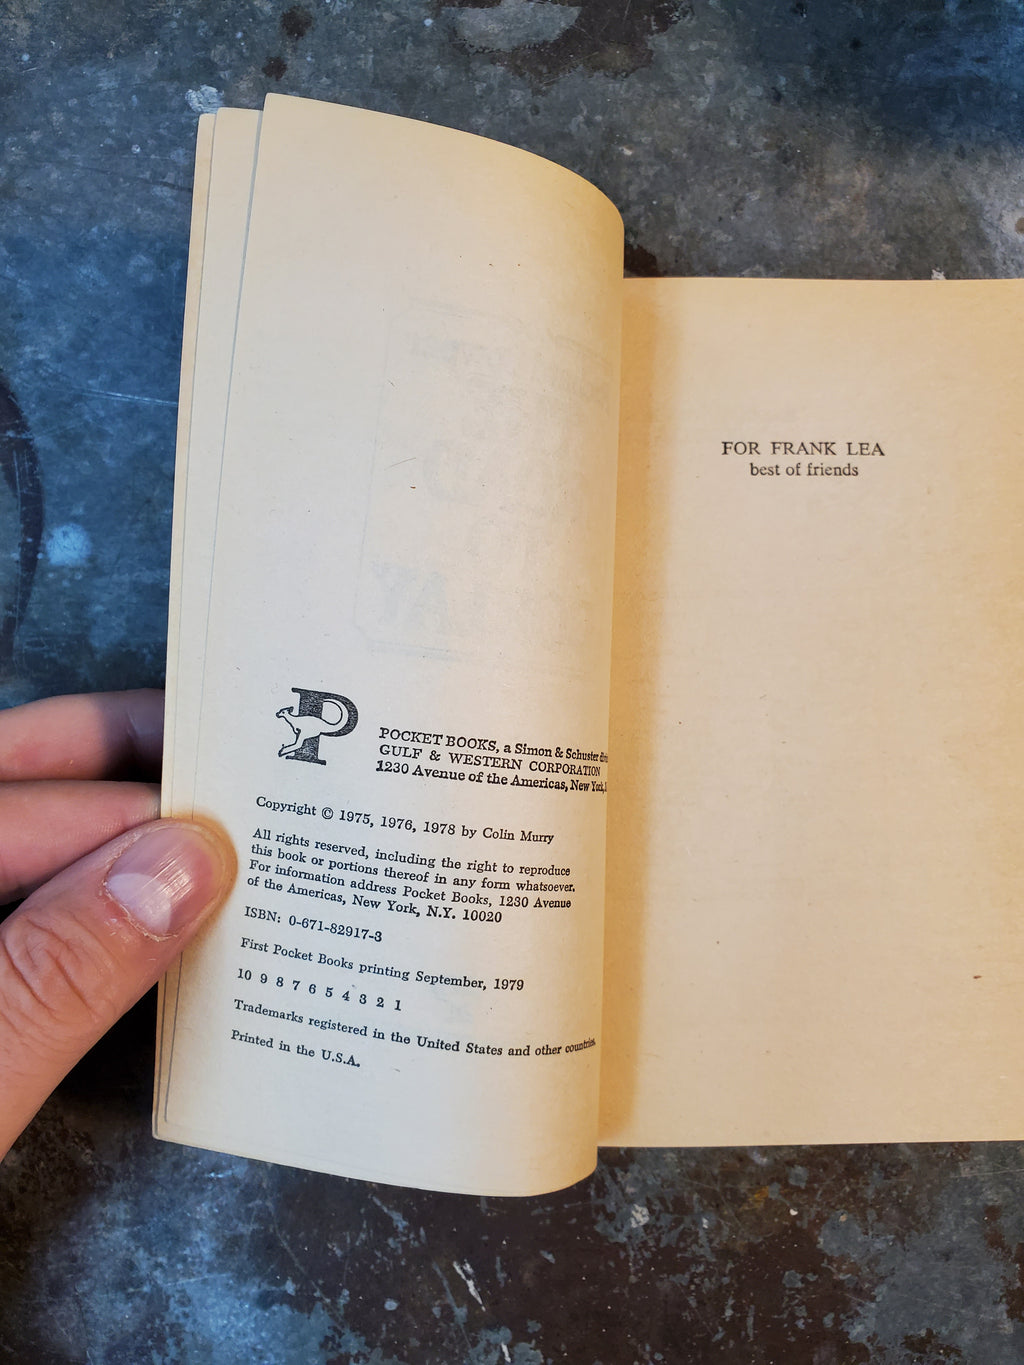 P
POCKET BOOKS, a Simon & Schuster
GULF & WESTERN CORPORATION
1230 Avenue of the Americas, New York,
Copyright © 1975, 1976, 1978 by Colin Murry
All rights reserved, including the right to reproduce
this book or portions thereof in any form whatsoever.
For information address Pocket Books, 1230 Avenue
of the Americas, New York, N.Y. 10020
ISBN: 0-671-82917-3
First Pocket Books printing September, 1979
10 9 8 7 6 5 4 3 2 1
Trademarks registered in the United States and other countries.
Printed in the U.S.A.
FOR FRANK LEA
best of friends